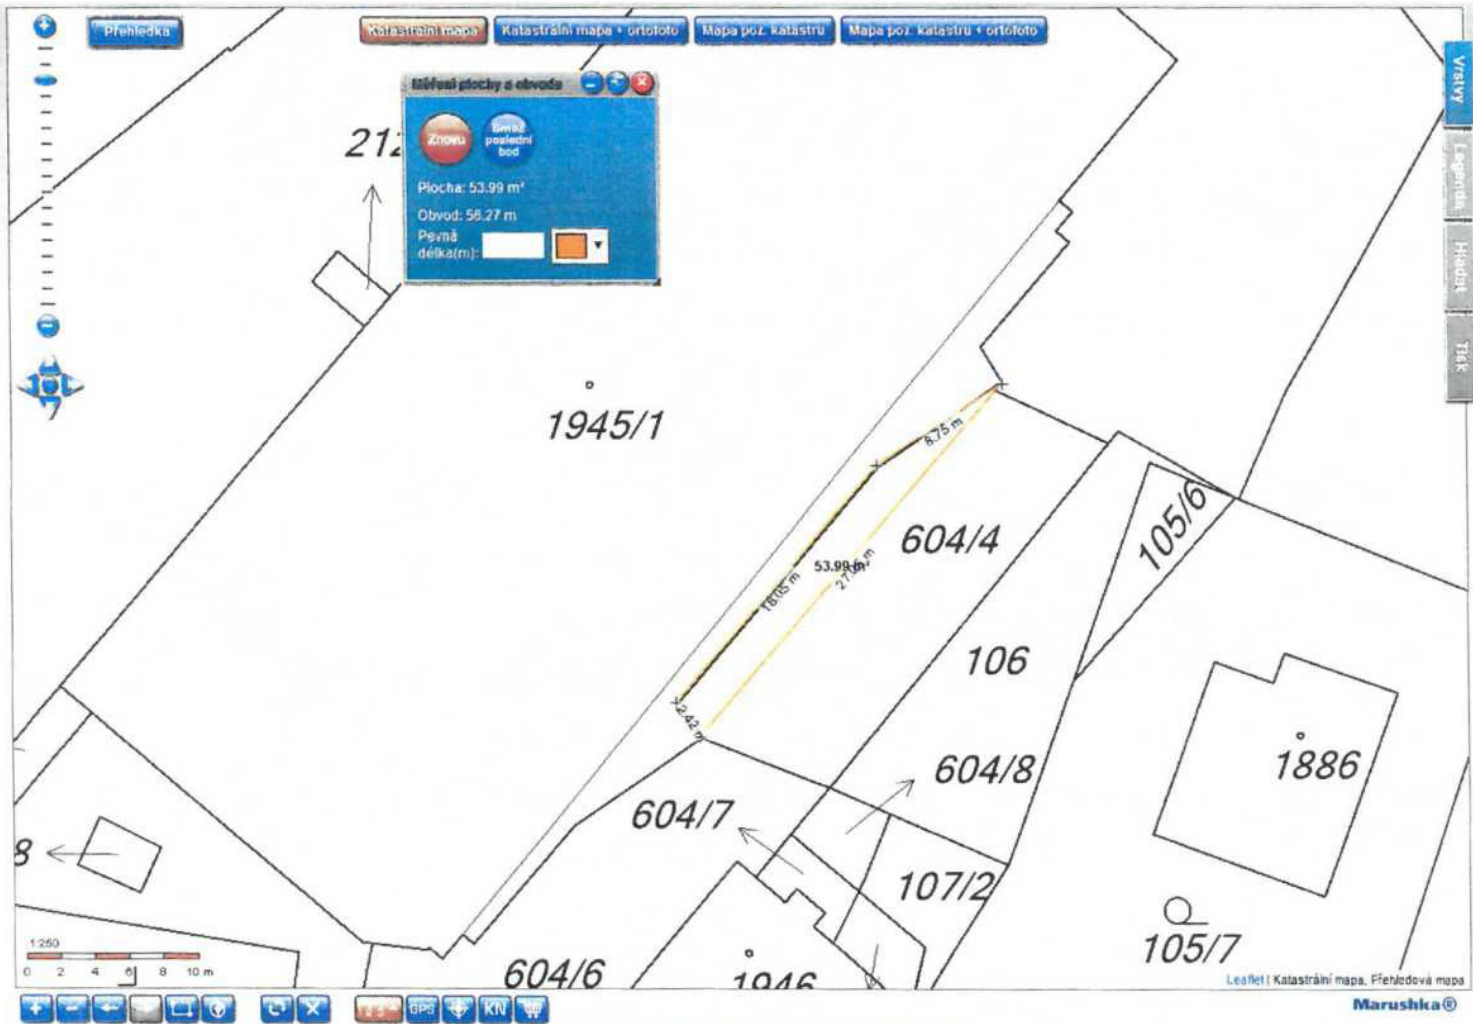 Přehledka
Katastrální mapa
Katastrální mapa + ortofoto
Mapa poz. katastru
Mapa poz. katastru + ortofoto
Měření plochy a obvodu
Znovu
Smaž
poslední
bod
Plocha: 53.99 m²
Obvod: 56.27 m
Pevná
délka(m):
Vrstvy
Legenda
Hledat
Tisk
212
1945/1
8.75 m
604/4
105/6
53.99 m²
18.05 m
106
2.42 m
604/8
1886
604/7
8
107/2
105/7
604/6
1946
1:250
0 2 4 6 8 10 m
Leaflet | Katastrální mapa, Přehledová mapa
GPS
KN
Marushka®